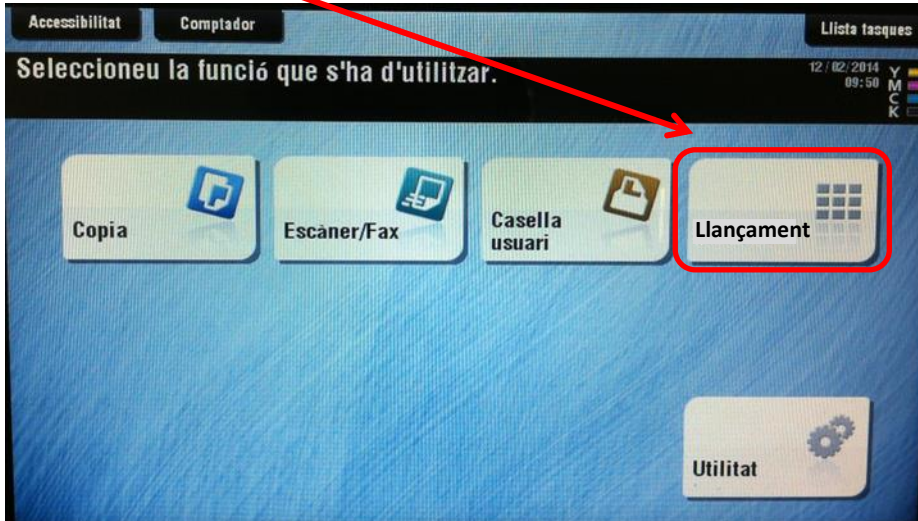 Accessibilitat Comptador Llista tasques
Seleccioneu la funció que s'ha d'utilitzar.
12/02/2014
09:50
Y
M
C
K
Copia
Escàner/Fax
Casella
usuari
Llançament
Utilitat